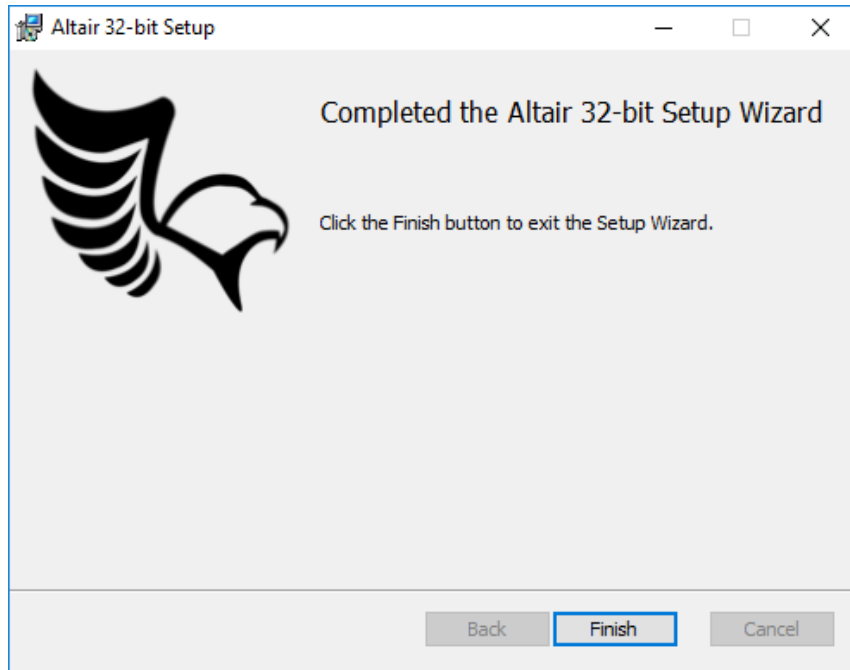 Altair 32-bit Setup
Completed the Altair 32-bit Setup Wizard
Click the Finish button to exit the Setup Wizard.
Back Finish Cancel